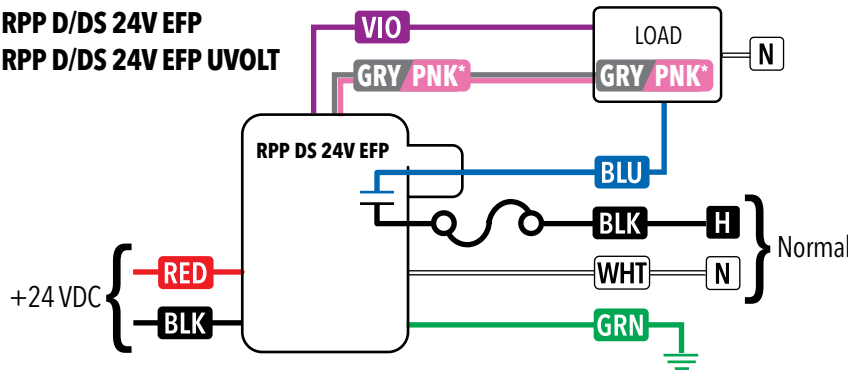 RPP D/DS 24V EFP
RPP D/DS 24V EFP UVOLT
VIO
LOAD
N
GRY/PNK*
GRY/PNK*
RPP DS 24V EFP
BLU
BLK
H
Normal
RED
WHT
N
+24 VDC
BLK
GRN